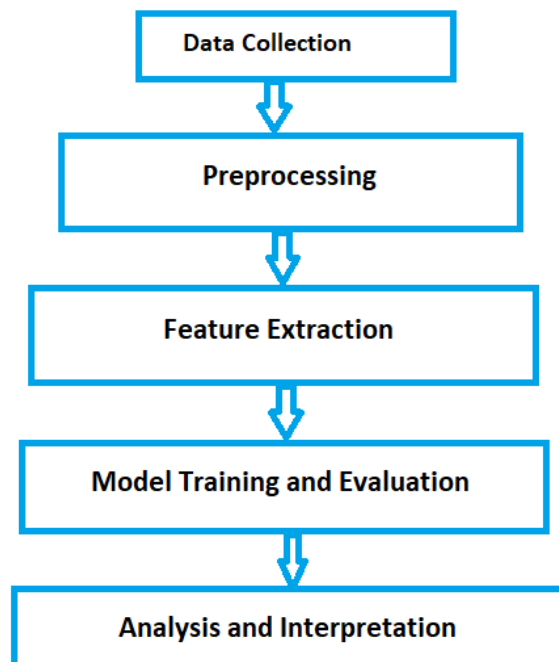 Data Collection
Preprocessing
Feature Extraction
Model Training and Evaluation
Analysis and Interpretation